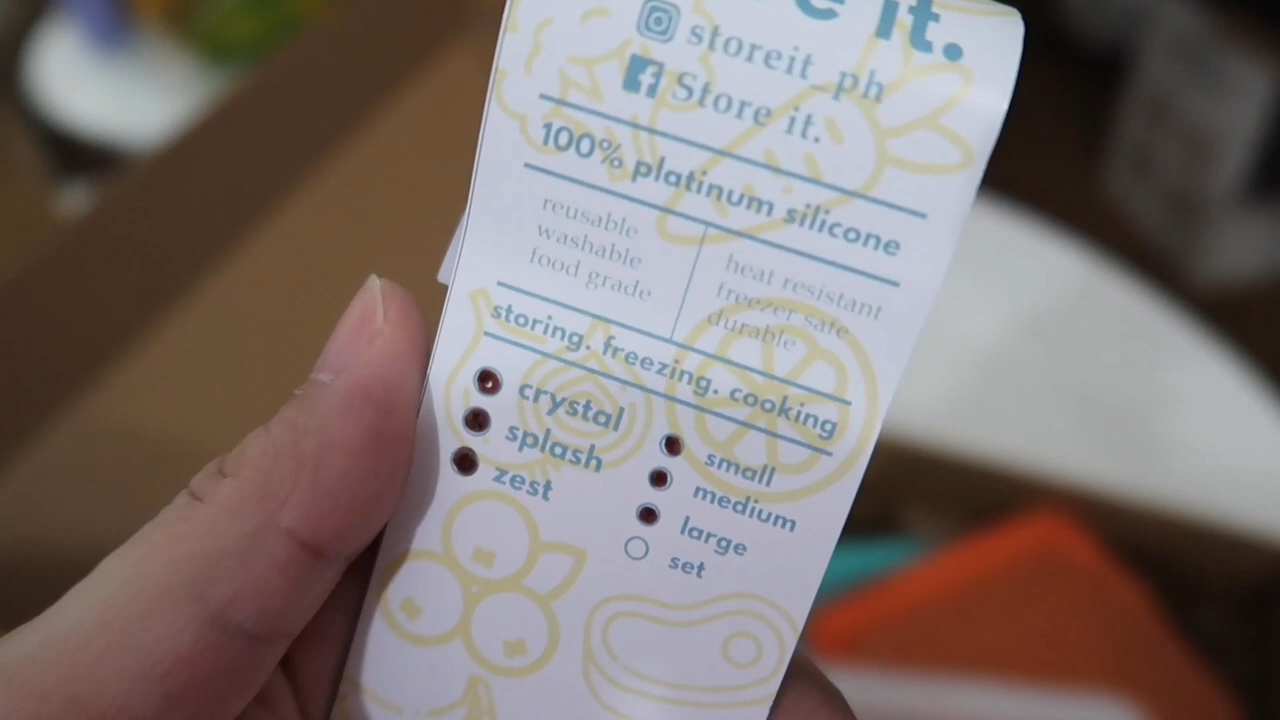 it.
storeit_ph
Store it.
100% platinum silicone
reusable
washable
food grade
heat resistant
freezer safe
durable
storing. freezing. cooking
crystal
splash
zest
small
medium
large
set